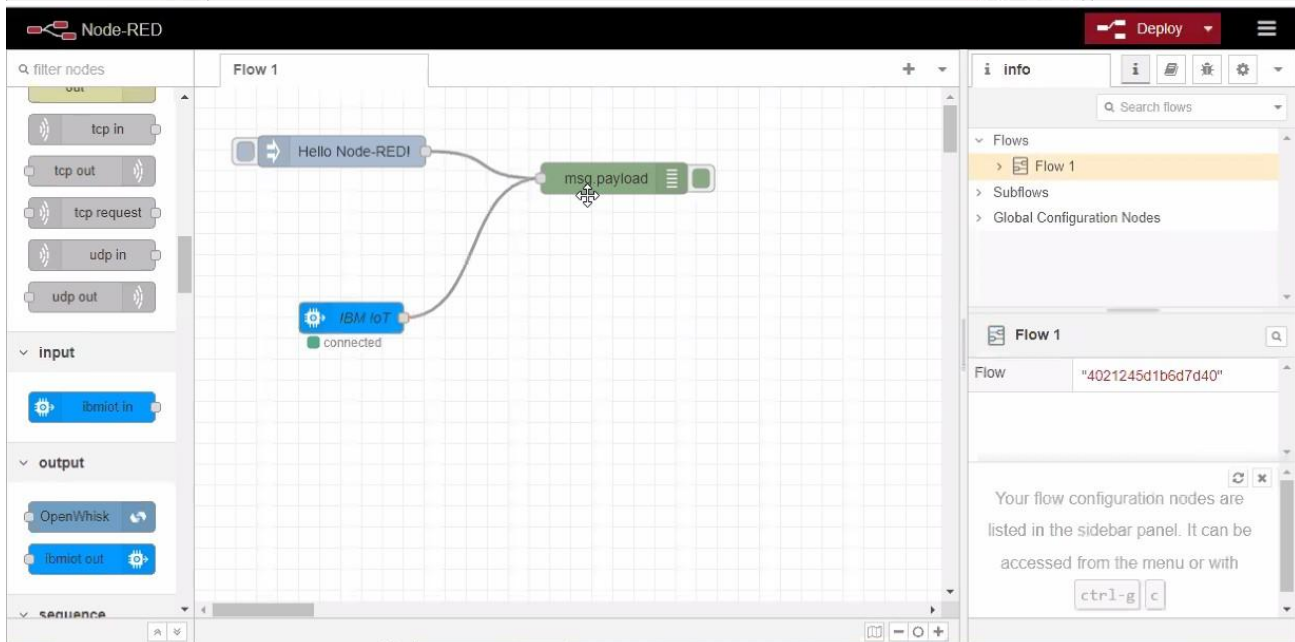 Node-RED
Deploy
filter nodes
out
tcp in
tcp out
tcp request
udp in
udp out
input
ibmiot in
output
OpenWhisk
ibmiot out
sequence
Flow 1
Hello Node-RED!
msg.payload
IBM IoT
connected
i info
i
Search flows
Flows
Flow 1
Subflows
Global Configuration Nodes
Flow 1
Flow "4021245d1b6d7d40"
Your flow configuration nodes are
listed in the sidebar panel. It can be
accessed from the menu or with
ctrl-g c